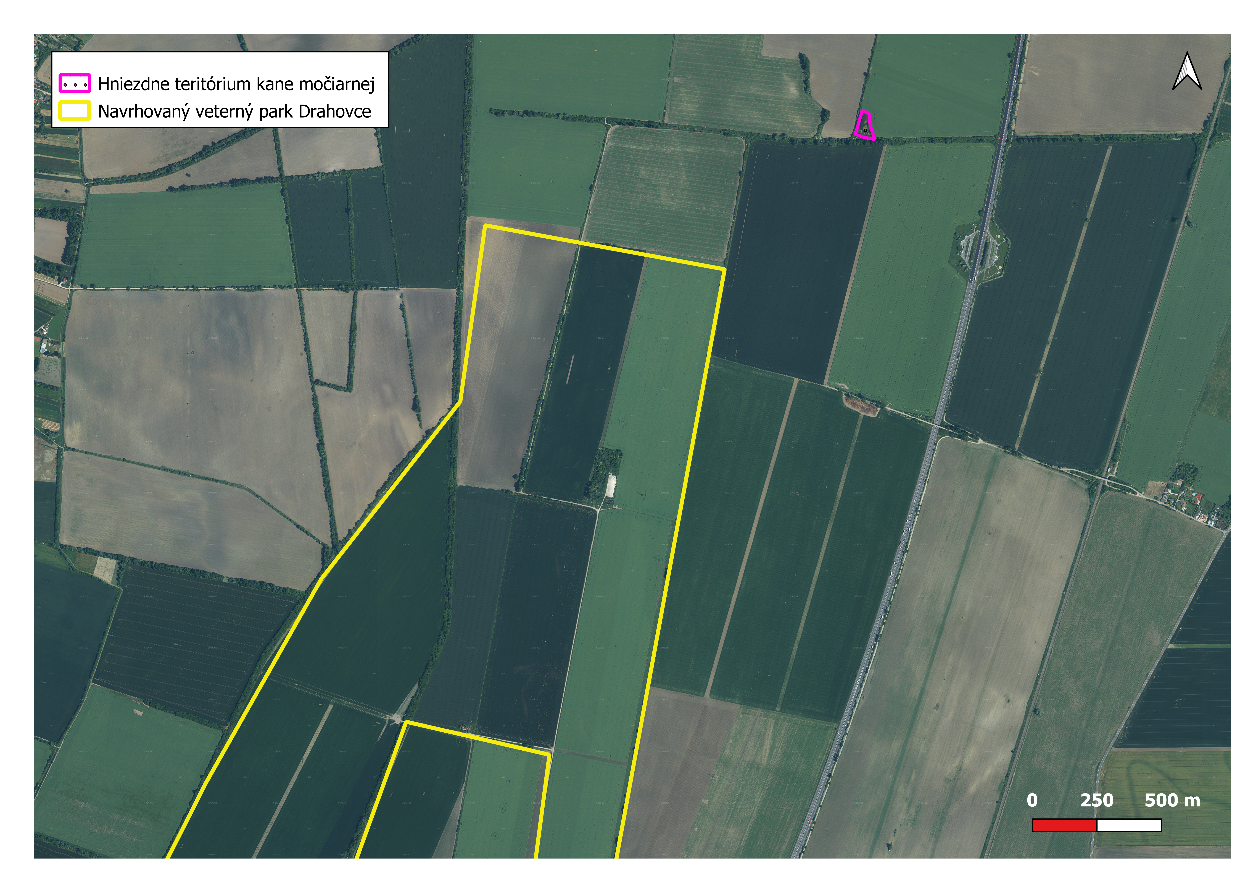 Hniezdne teritórium kane močiarnej
Navrhovaný veterný park Drahovce
0 250 500 m